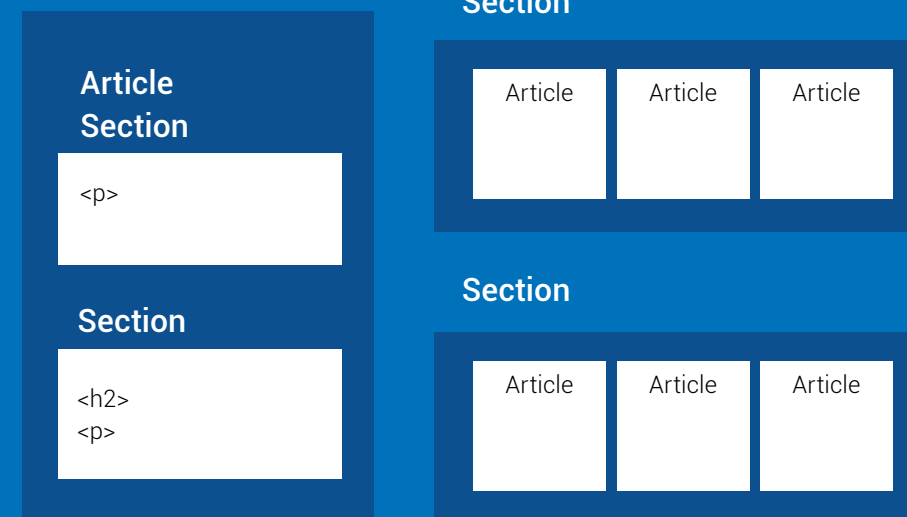 Article
Section
<p>
Section
<h2>
<p>
Section
Article Article Article
Section
Article Article Article